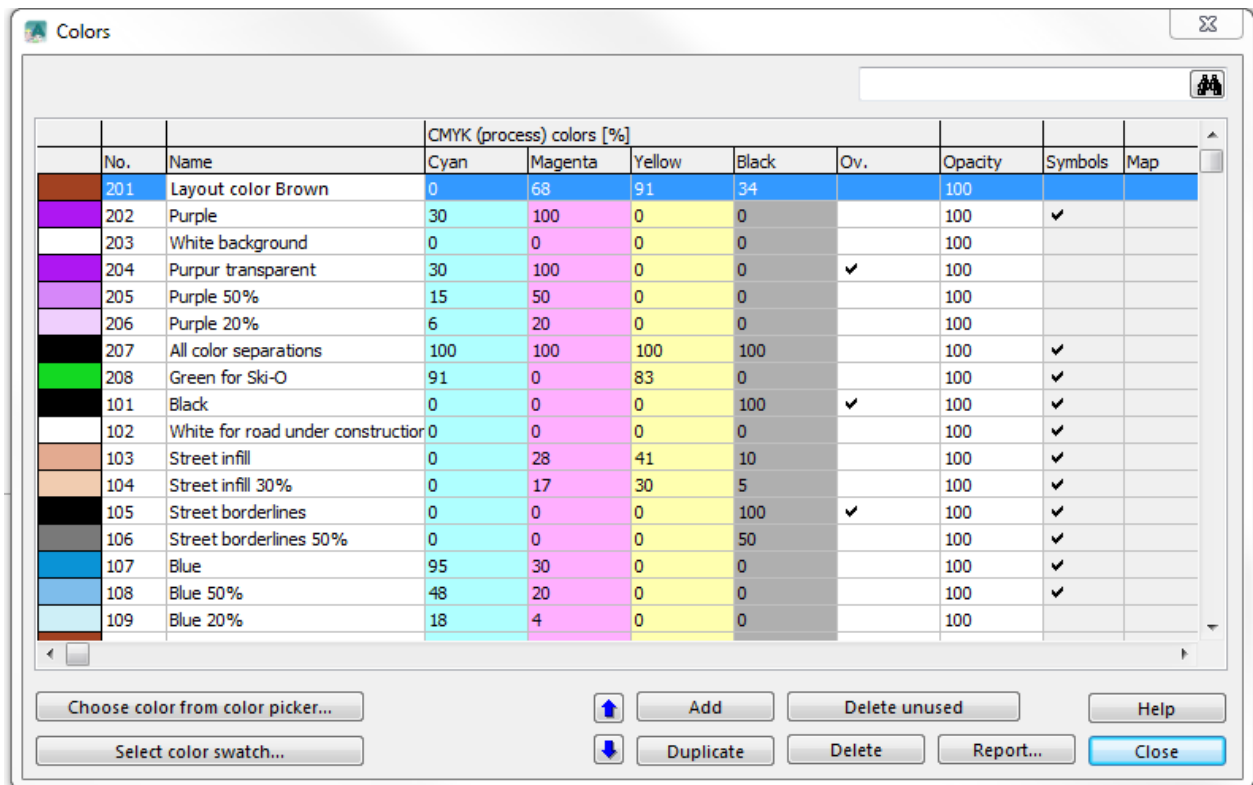 Colors
CMYK (process) colors [%]
No. Name Cyan Magenta Yellow Black Ov. Opacity Symbols Map
201 Layout color Brown 0 68 91 34 100
202 Purple 30 100 0 0 100 ✔
203 White background 0 0 0 0 100
204 Purpur transparent 30 100 0 0 ✔ 100
205 Purple 50% 15 50 0 0 100
206 Purple 20% 6 20 0 0 100
207 All color separations 100 100 100 100 100 ✔
208 Green for Ski-O 91 0 83 0 100 ✔
101 Black 0 0 0 100 ✔ 100 ✔
102 White for road under construction 0 0 0 0 100 ✔
103 Street infill 0 28 41 10 100 ✔
104 Street infill 30% 0 17 30 5 100 ✔
105 Street borderlines 0 0 0 100 ✔ 100 ✔
106 Street borderlines 50% 0 0 0 50 100 ✔
107 Blue 95 30 0 0 100 ✔
108 Blue 50% 48 20 0 0 100 ✔
109 Blue 20% 18 4 0 0 100
Choose color from color picker... Add Delete unused Help
Select color swatch... Duplicate Delete Report... Close